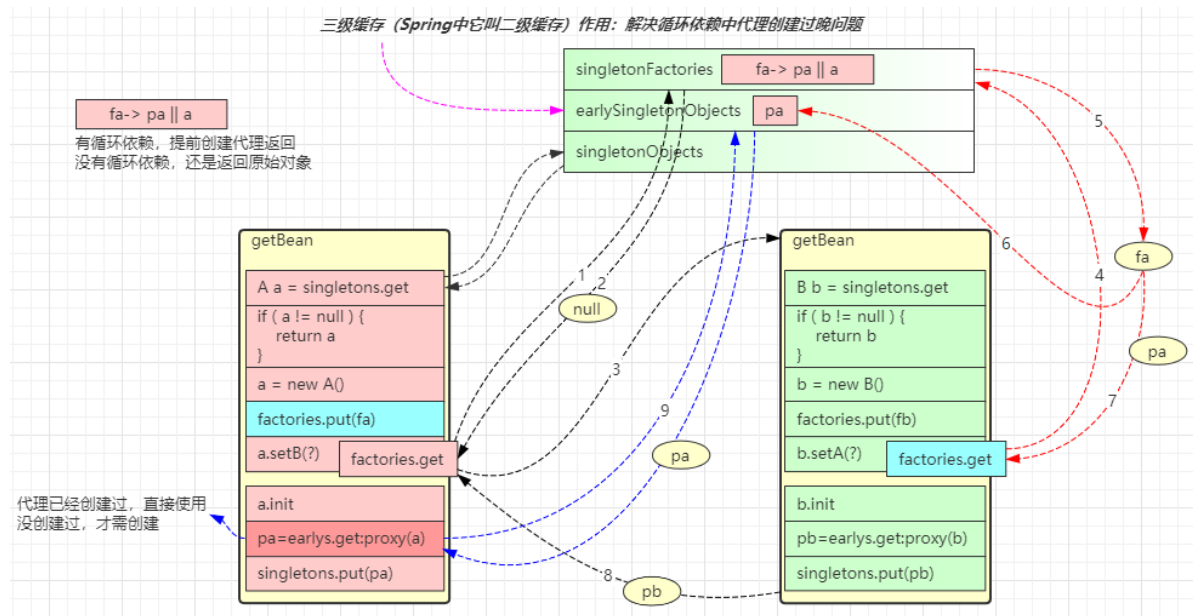 三级缓存（Spring中它叫二级缓存）作用：解决循环依赖中代理创建过晚问题
singletonFactories
fa-> pa || a
earlySingletonObjects
pa
singletonObjects
fa-> pa || a
有循环依赖，提前创建代理返回
没有循环依赖，还是返回原始对象
getBean
A a = singletons.get
if ( a != null ) {
return a
}
a = new A()
factories.put(fa)
a.setB(?)
factories.get
a.init
pa=earlys.get:proxy(a)
singletons.put(pa)
代理已经创建过，直接使用
没创建过，才需创建
1
2
null
3
9
pa
8
pb
getBean
B b = singletons.get
if ( b != null ) {
return b
}
b = new B()
factories.put(fb)
b.setA(?)
factories.get
b.init
pb=earlys.get:proxy(b)
singletons.put(pb)
5
6
4
fa
pa
7